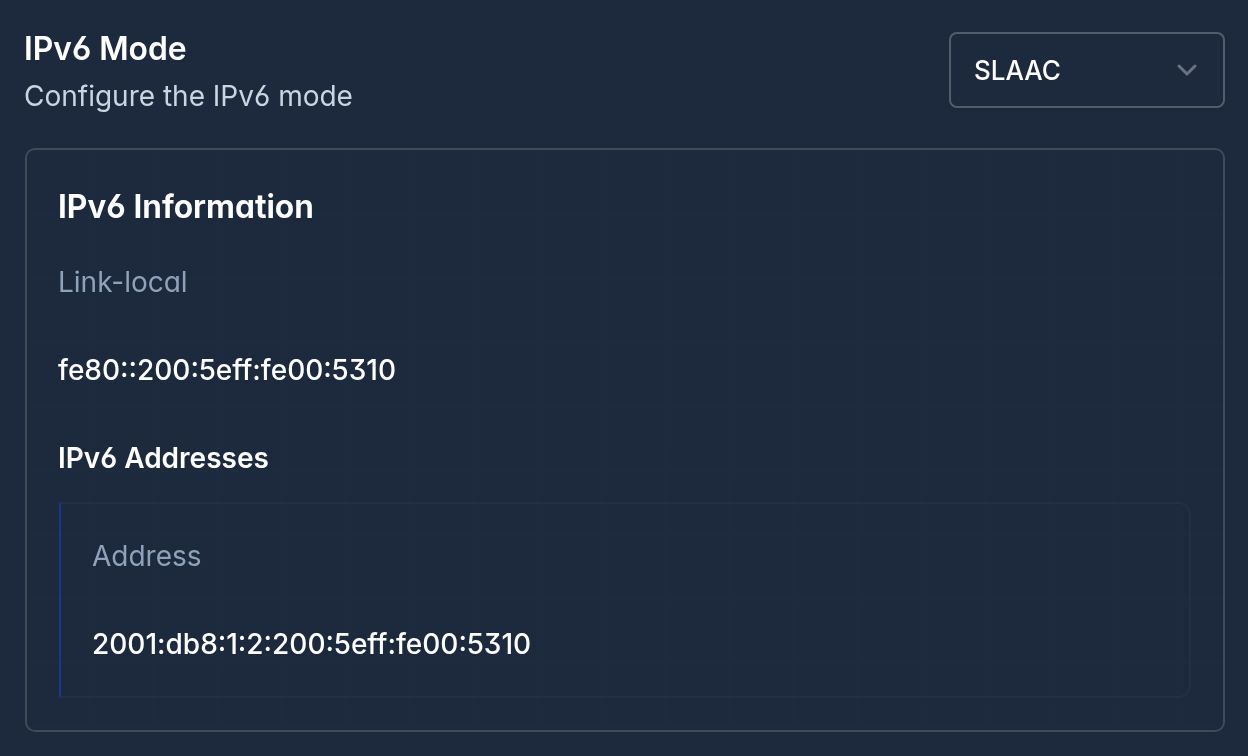 IPv6 Mode
Configure the IPv6 mode
SLAAC
IPv6 Information
Link-local
fe80::200:5eff:fe00:5310
IPv6 Addresses
Address
2001:db8:1:2:200:5eff:fe00:5310